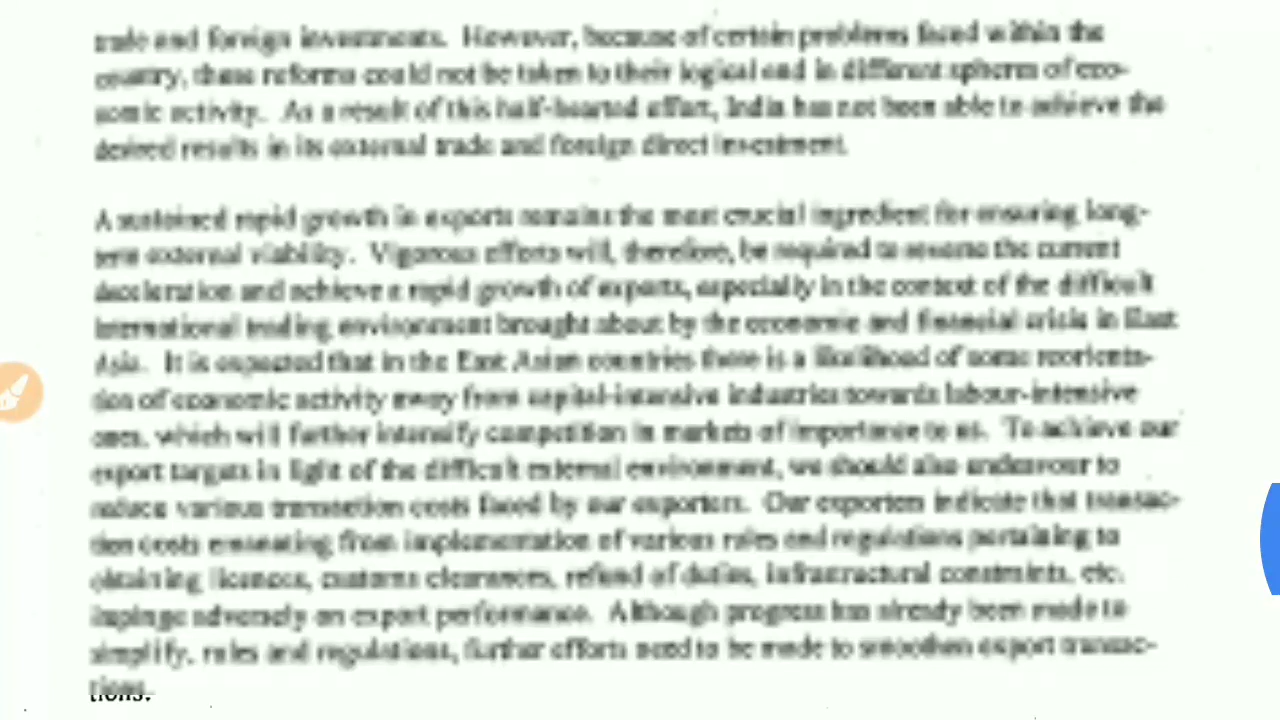 trade and foreign investments. However, because of certain problems faced within the
country, these reforms could not be taken to their logical end in different spheres of eco-
nomic activity. As a result of this half-hearted effort, India has not been able to achieve the
desired results in its external trade and foreign direct investment.
A sustained rapid growth in exports remains the most crucial ingredient for ensuring long-
term external viability. Vigorous efforts will, therefore, be required to reverse the current
deceleration and achieve a rapid growth of exports, especially in the context of the difficult
international trading environment brought about by the economic and financial crisis in East
Asia. It is expected that in the East Asian countries there is a likelihood of some reorienta-
tion of economic activity away from capital-intensive industries towards labour-intensive
ones, which will further intensify competition in markets of importance to us. To achieve our
export targets in light of the difficult external environment, we should also endeavour to
reduce various transaction costs faced by our exporters. Our exporters indicate that transac-
tion costs emanating from implementation of various rules and regulations pertaining to
obtaining licences, customs clearances, refund of duties, infrastructural constraints, etc.
impinge adversely on export performance. Although progress has already been made to
simplify, rules and regulations, further efforts need to be made to smoothen export transac-
tions.